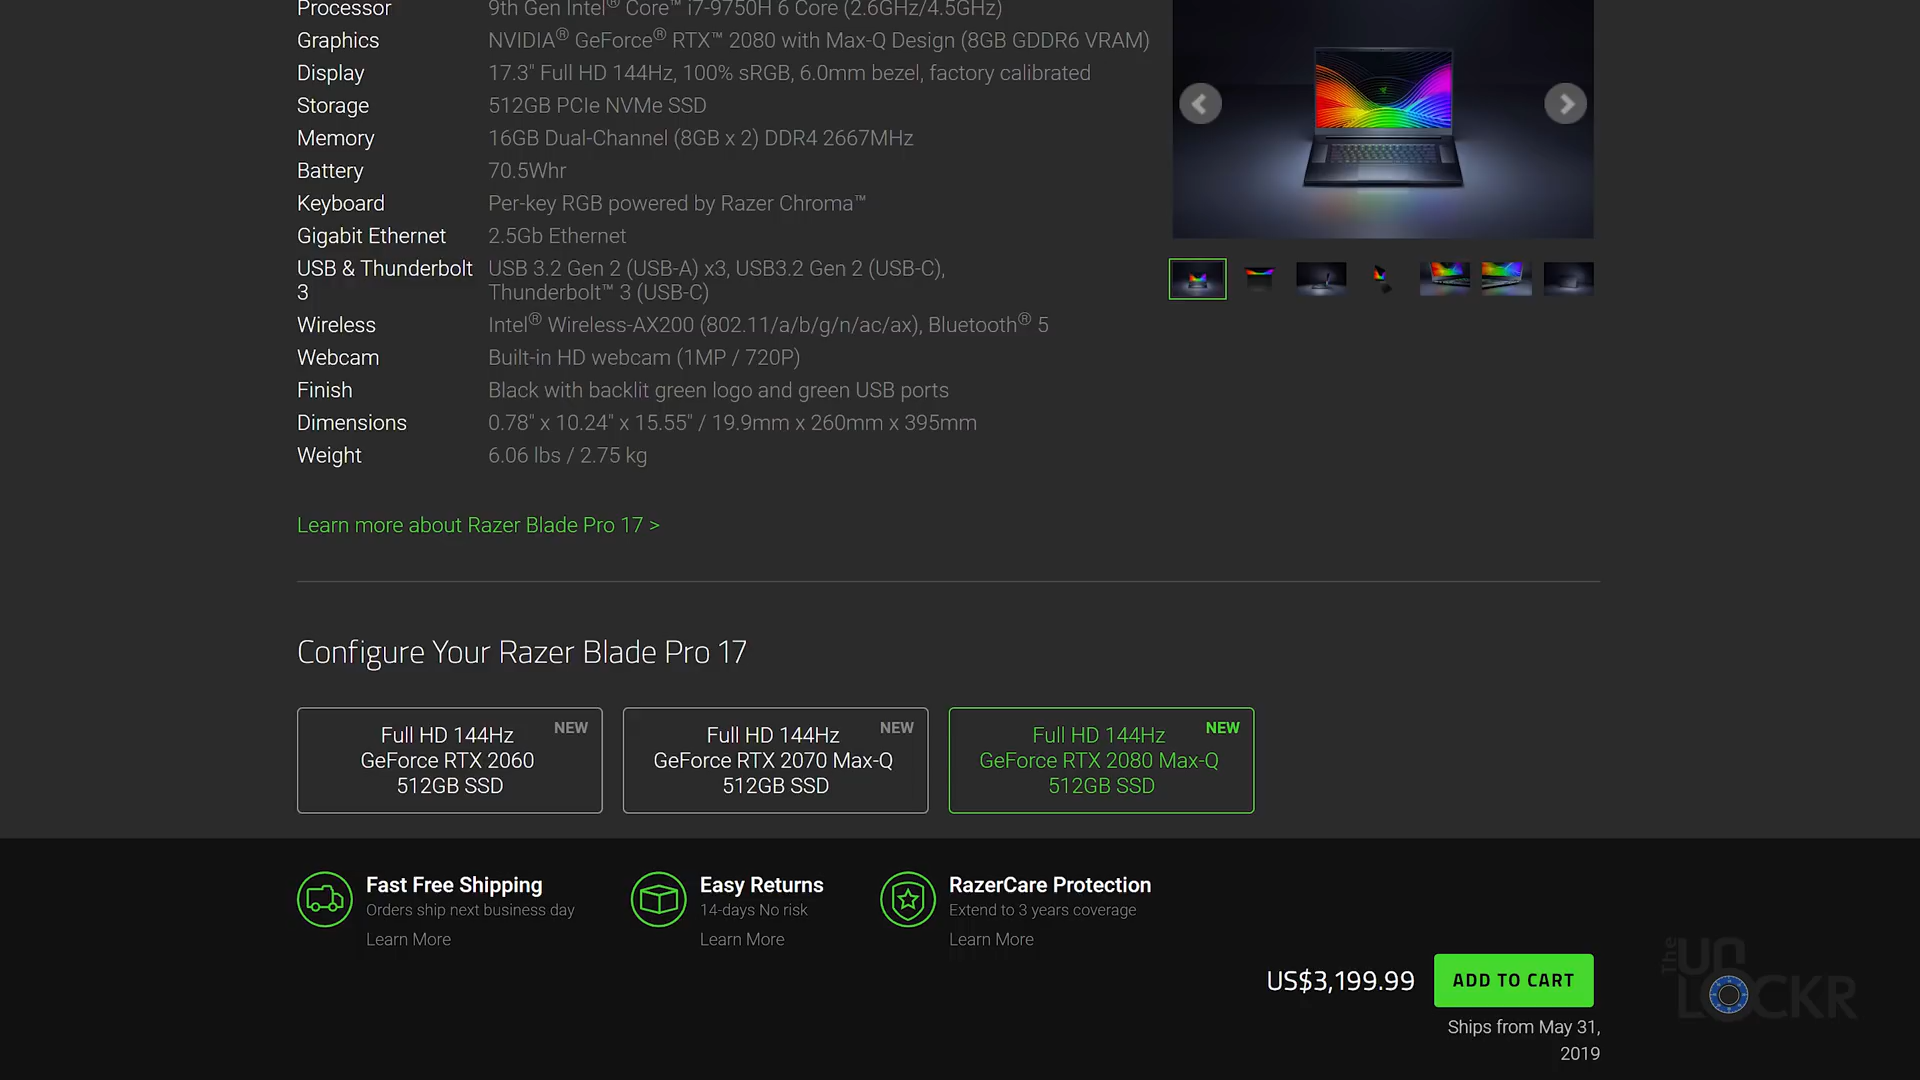 Processor 9th Gen Intel® Core™ i7-9750H 6 Core (2.6GHz/4.5GHz)
Graphics NVIDIA® GeForce® RTX™ 2080 with Max-Q Design (8GB GDDR6 VRAM)
Display 17.3" Full HD 144Hz, 100% sRGB, 6.0mm bezel, factory calibrated
Storage 512GB PCIe NVMe SSD
Memory 16GB Dual-Channel (8GB x 2) DDR4 2667MHz
Battery 70.5Whr
Keyboard Per-key RGB powered by Razer Chroma™
Gigabit Ethernet 2.5Gb Ethernet
USB & Thunderbolt USB 3.2 Gen 2 (USB-A) x3, USB3.2 Gen 2 (USB-C),
3 Thunderbolt™ 3 (USB-C)
Wireless Intel® Wireless-AX200 (802.11/a/b/g/n/ac/ax), Bluetooth® 5
Webcam Built-in HD webcam (1MP / 720P)
Finish Black with backlit green logo and green USB ports
Dimensions 0.78" x 10.24" x 15.55" / 19.9mm x 260mm x 395mm
Weight 6.06 lbs / 2.75 kg
Learn more about Razer Blade Pro 17 >
Configure Your Razer Blade Pro 17
NEW
Full HD 144Hz
GeForce RTX 2060
512GB SSD
NEW
Full HD 144Hz
GeForce RTX 2070 Max-Q
512GB SSD
NEW
Full HD 144Hz
GeForce RTX 2080 Max-Q
512GB SSD
Fast Free Shipping
Orders ship next business day
Learn More
Easy Returns
14-days No risk
Learn More
RazerCare Protection
Extend to 3 years coverage
Learn More
US$3,199.99
ADD TO CART
Ships from May 31,
2019
The
UN
LOCKR